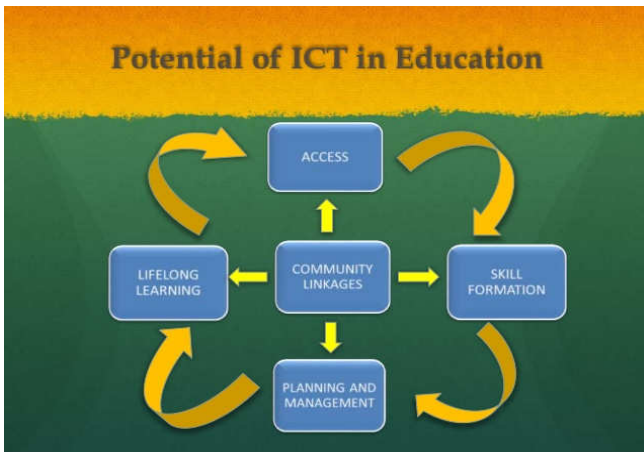 Potential of ICT in Education
ACCESS
LIFELONG
LEARNING
COMMUNITY
LINKAGES
SKILL
FORMATION
PLANNING AND
MANAGEMENT